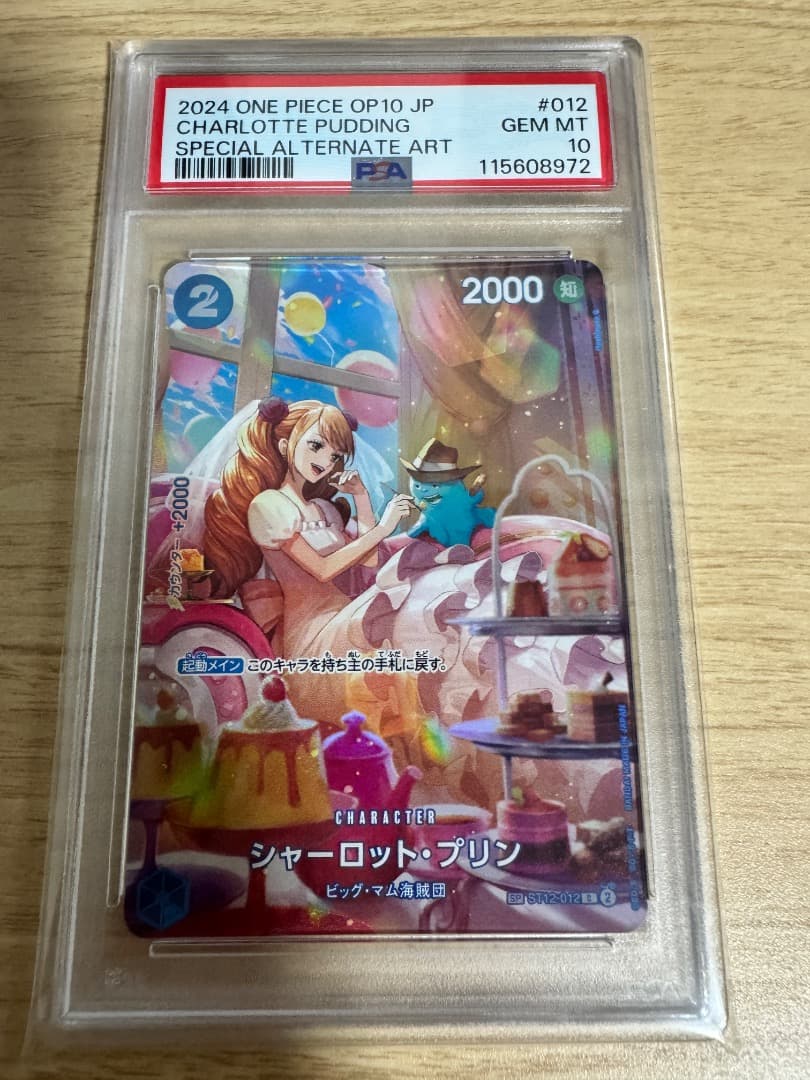 2024 ONE PIECE OP10 JP #012
CHARLOTTE PUDDING GEM MT
SPECIAL ALTERNATE ART 10
PSA 115608972
2 2000 知
カウンター +2000
起動メイン このキャラを持ち主の手札に戻す。
CHARACTER
シャーロット・プリン
ビッグ・マム海賊団
SP ST12-012 R 2